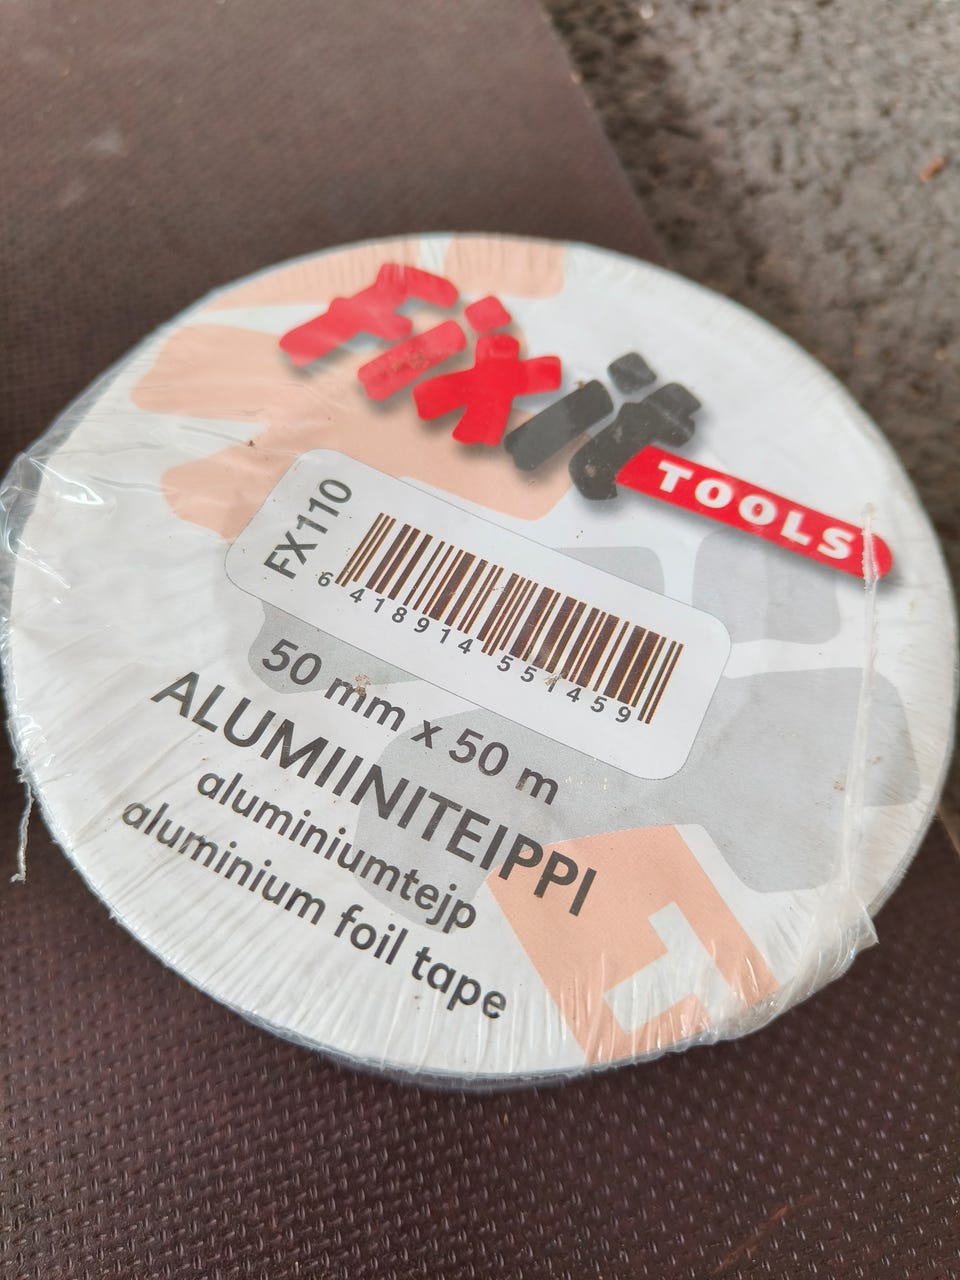 Fixit
TOOLS
FX110
6 418914 551459
50 mm x 50 m
ALUMIINITEIPPI
aluminiumtejp
aluminium foil tape